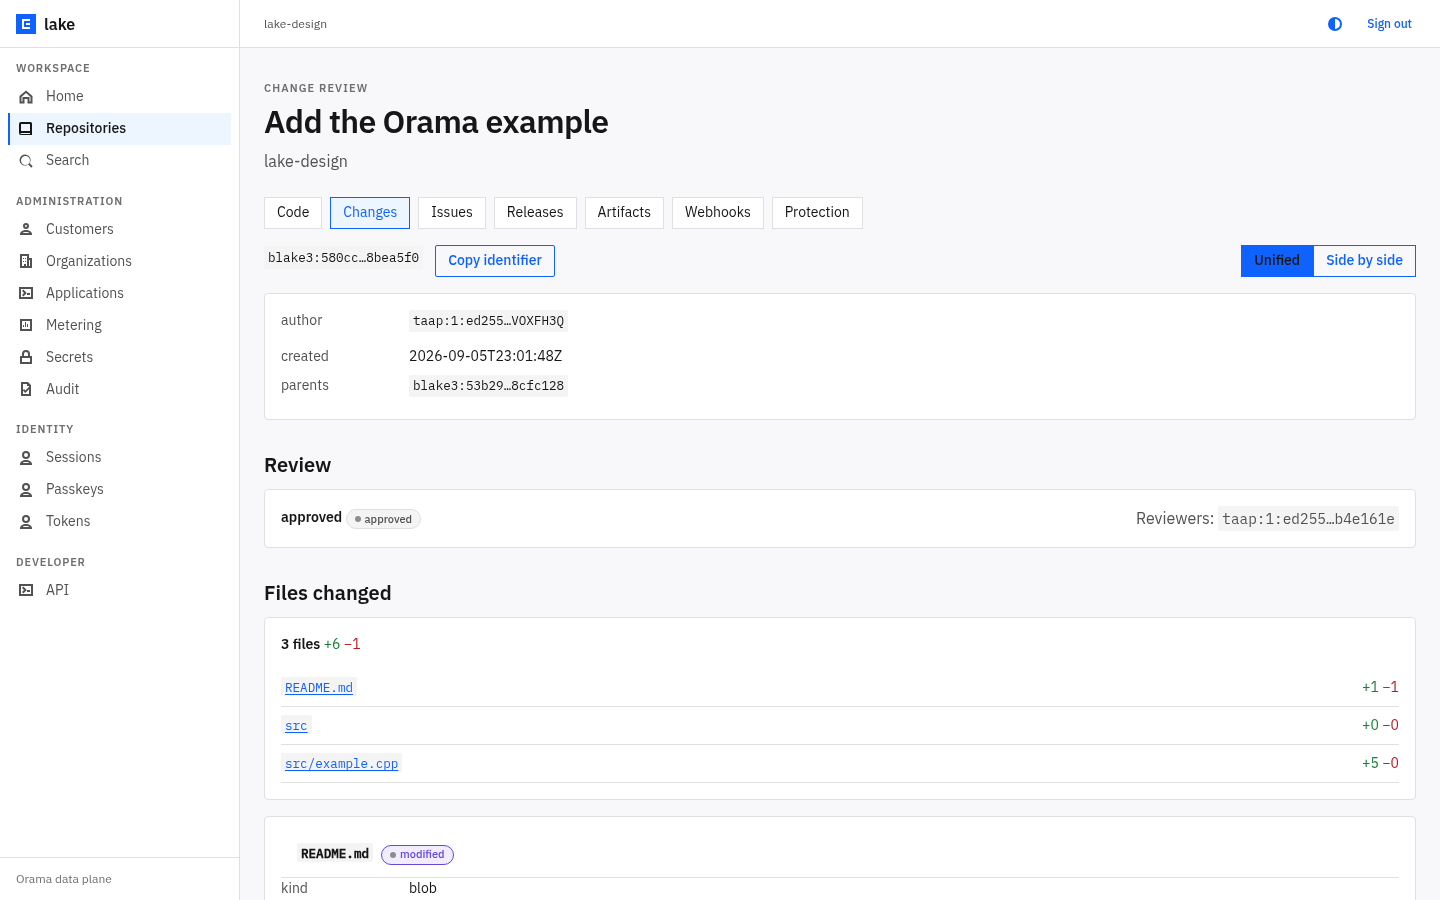 lake
lake-design
Sign out
WORKSPACE
Home
Repositories
Search
ADMINISTRATION
Customers
Organizations
Applications
Metering
Secrets
Audit
IDENTITY
Sessions
Passkeys
Tokens
DEVELOPER
API
Orama data plane
CHANGE REVIEW
Add the Orama example
lake-design
Code Changes Issues Releases Artifacts Webhooks Protection
blake3:580cc…8bea5f0 Copy identifier Unified Side by side
author taap:1:ed255…VOXFH3Q
created 2026-09-05T23:01:48Z
parents blake3:53b29…8cfc128
Review
approved approved Reviewers: taap:1:ed255…b4e161e
Files changed
3 files +6 −1
README.md +1 −1
src +0 −0
src/example.cpp +5 −0
README.md modified
kind blob